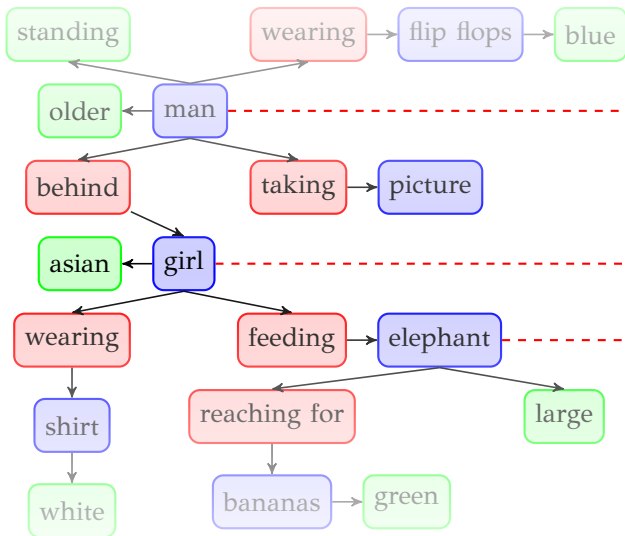 standing wearing flip flops blue
older man
behind taking picture
asian girl
wearing feeding elephant
shirt reaching for large
white bananas green